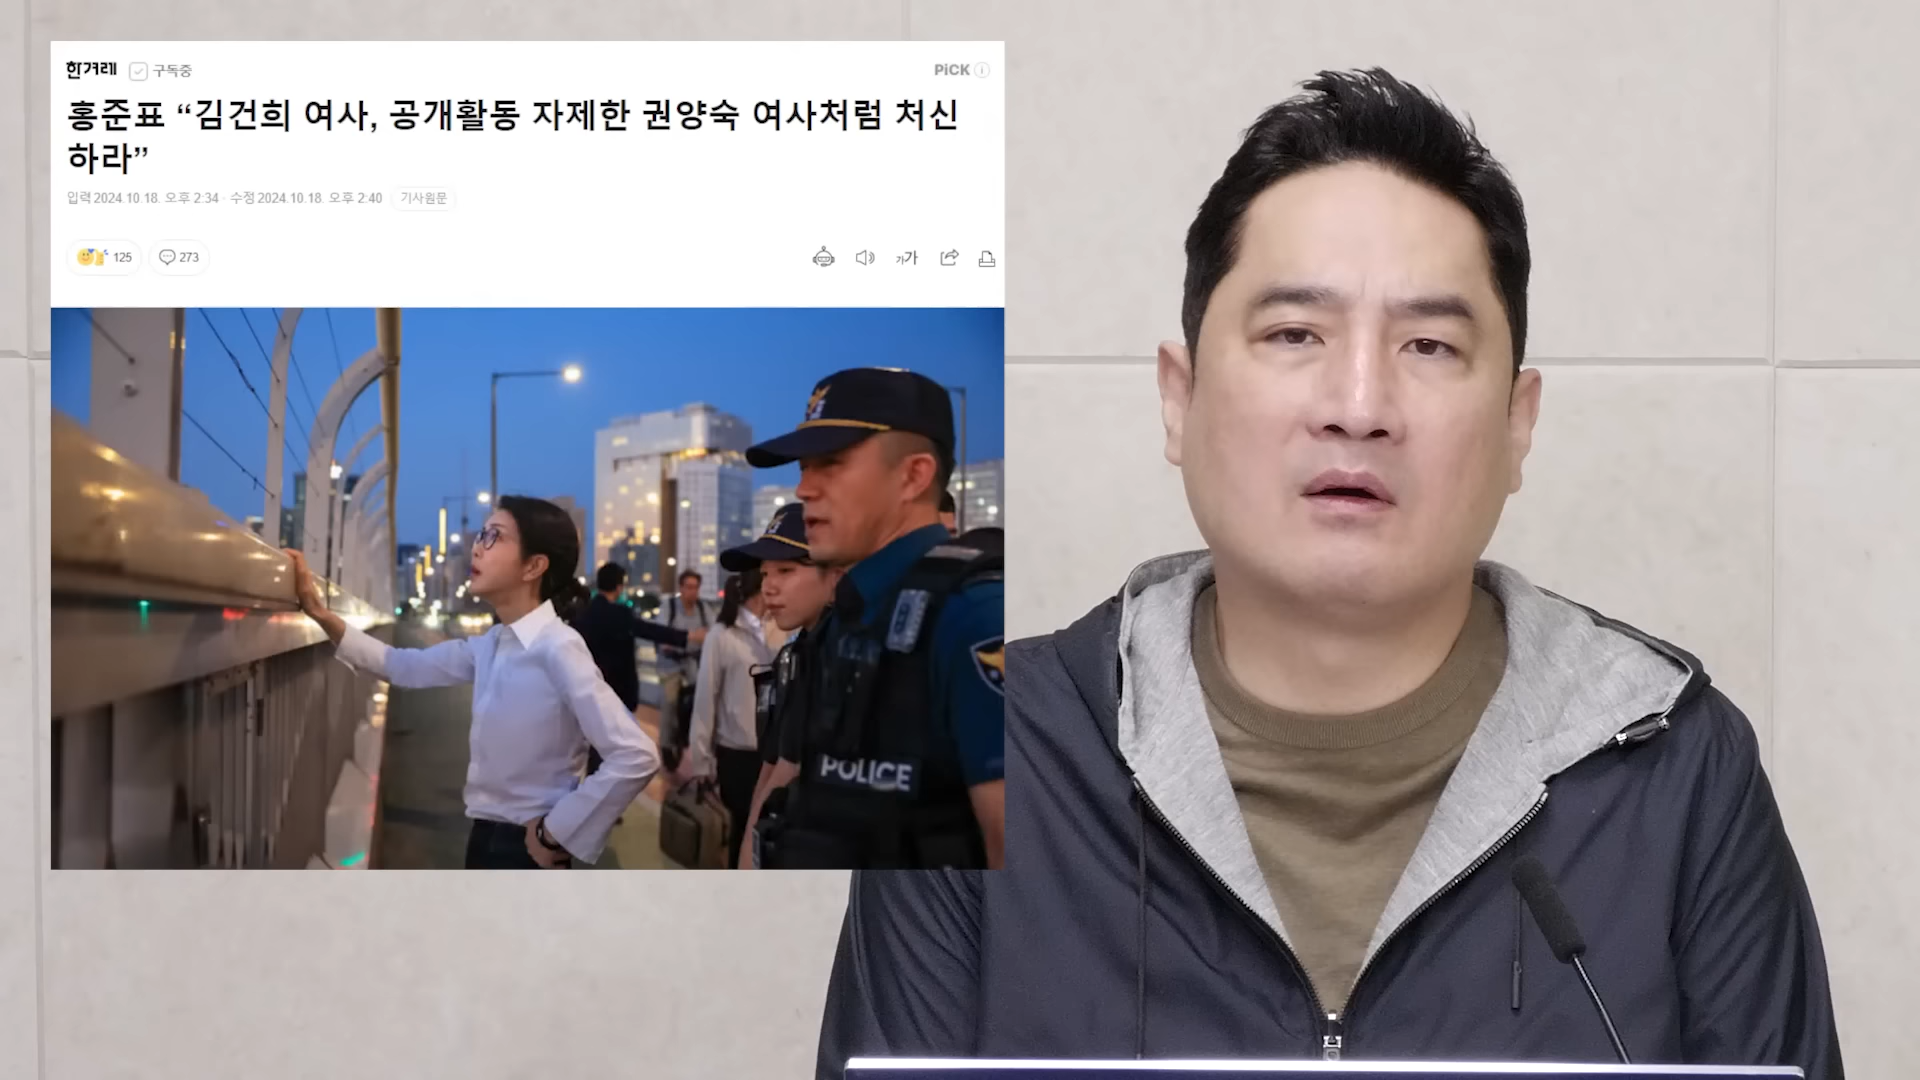 한겨레 구독중
PiCK
홍준표 “김건희 여사, 공개활동 자제한 권양숙 여사처럼 처신
하라”
입력 2024.10.18. 오후 2:34 · 수정 2024.10.18. 오후 2:40 기사원문
125 273
가가
POLICE